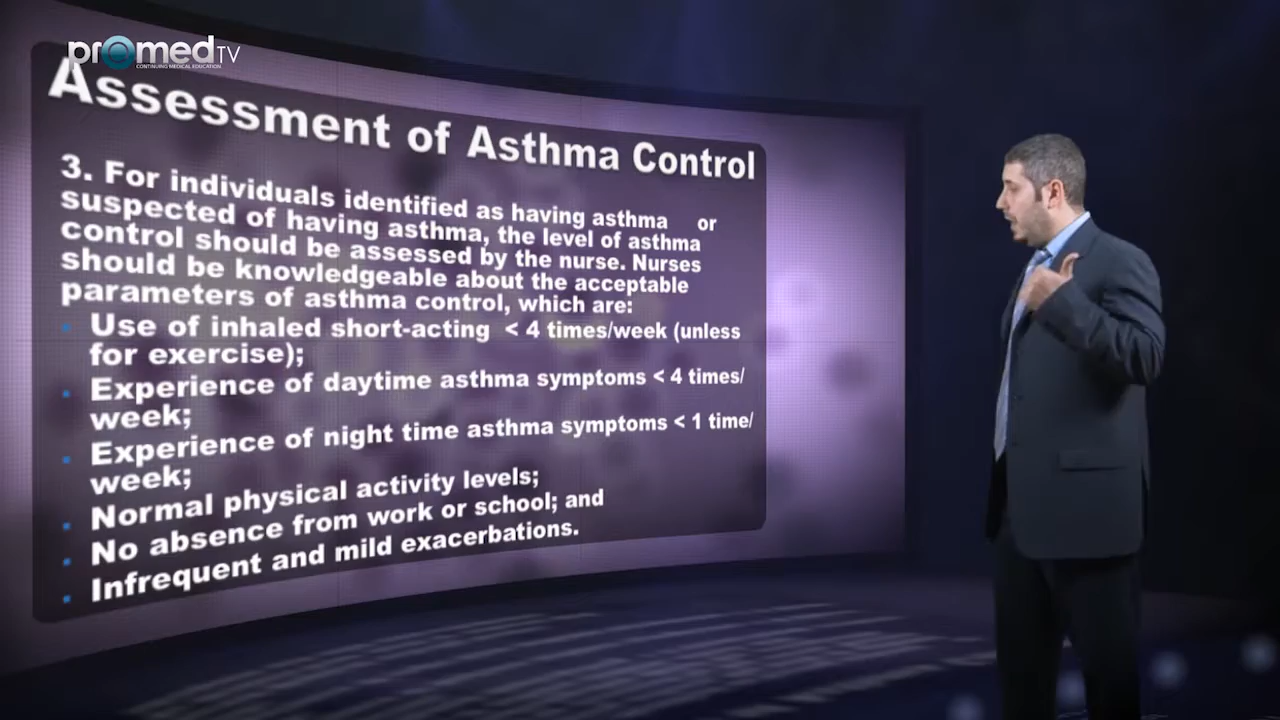 promed TV
CONTINUING MEDICAL EDUCATION
Assessment of Asthma Control
3. For individuals identified as having asthma or
suspected of having asthma, the level of asthma
control should be assessed by the nurse. Nurses
should be knowledgeable about the acceptable
parameters of asthma control, which are:
Use of inhaled short-acting < 4 times/week (unless
for exercise);
Experience of daytime asthma symptoms < 4 times/
week;
Experience of night time asthma symptoms < 1 time/
week;
Normal physical activity levels;
No absence from work or school; and
Infrequent and mild exacerbations.